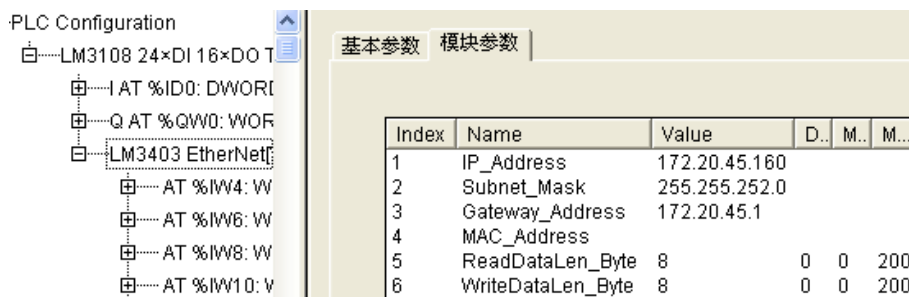 PLC Configuration
LM3108 24×DI 16×DO T
I AT %ID0: DWORD
Q AT %QW0: WOR
LM3403 EtherNet[
AT %IW4: W
AT %IW6: W
AT %IW8: W
AT %IW10: W
基本参数 模块参数
Index Name Value D.. M.. M...
1 IP_Address 172.20.45.160
2 Subnet_Mask 255.255.252.0
3 Gateway_Address 172.20.45.1
4 MAC_Address
5 ReadDataLen_Byte 8 0 0 200
6 WriteDataLen_Byte 8 0 0 200